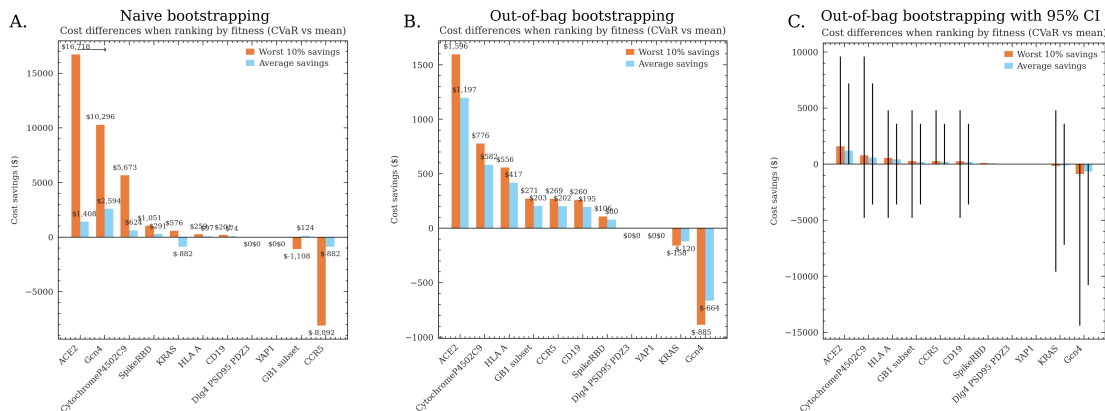 A.
Naive bootstrapping
Cost differences when ranking by fitness (CVaR vs mean)
Worst 10% savings
Average savings
Cost savings ($)
15000
10000
5000
0
−5000
$16,718
$1,408
$10,296
$2,594
$5,673
$624
$1,051
$291
$576
$-882
$259
$97
$74
$0
$0
$0
$0
$-1,108
$124
$-8,092
$-882
ACE2
Gcn4
CytochromeP4502C9
SpikeRBD
KRAS
HLA A
CD19
Dlg4 PSD95 PDZ3
YAP1
GB1 subset
CCR5
B.
Out-of-bag bootstrapping
Cost differences when ranking by fitness (CVaR vs mean)
Worst 10% savings
Average savings
Cost savings ($)
1500
1000
500
0
−500
−1000
$1,596
$1,197
$776
$582
$556
$417
$271
$203
$269
$202
$260
$195
$106
$80
$0
$0
$0
$0
$-158
$-120
$-885
$-664
ACE2
CytochromeP4502C9
HLA A
GB1 subset
CCR5
CD19
SpikeRBD
Dlg4 PSD95 PDZ3
YAP1
KRAS
Gcn4
C.
Out-of-bag bootstrapping with 95% CI
Cost differences when ranking by fitness (CVaR vs mean)
Worst 10% savings
Average savings
Cost savings ($)
10000
5000
0
−5000
−10000
−15000
ACE2
CytochromeP4502C9
HLA A
GB1 subset
CCR5
CD19
SpikeRBD
Dlg4 PSD95 PDZ3
YAP1
KRAS
Gcn4